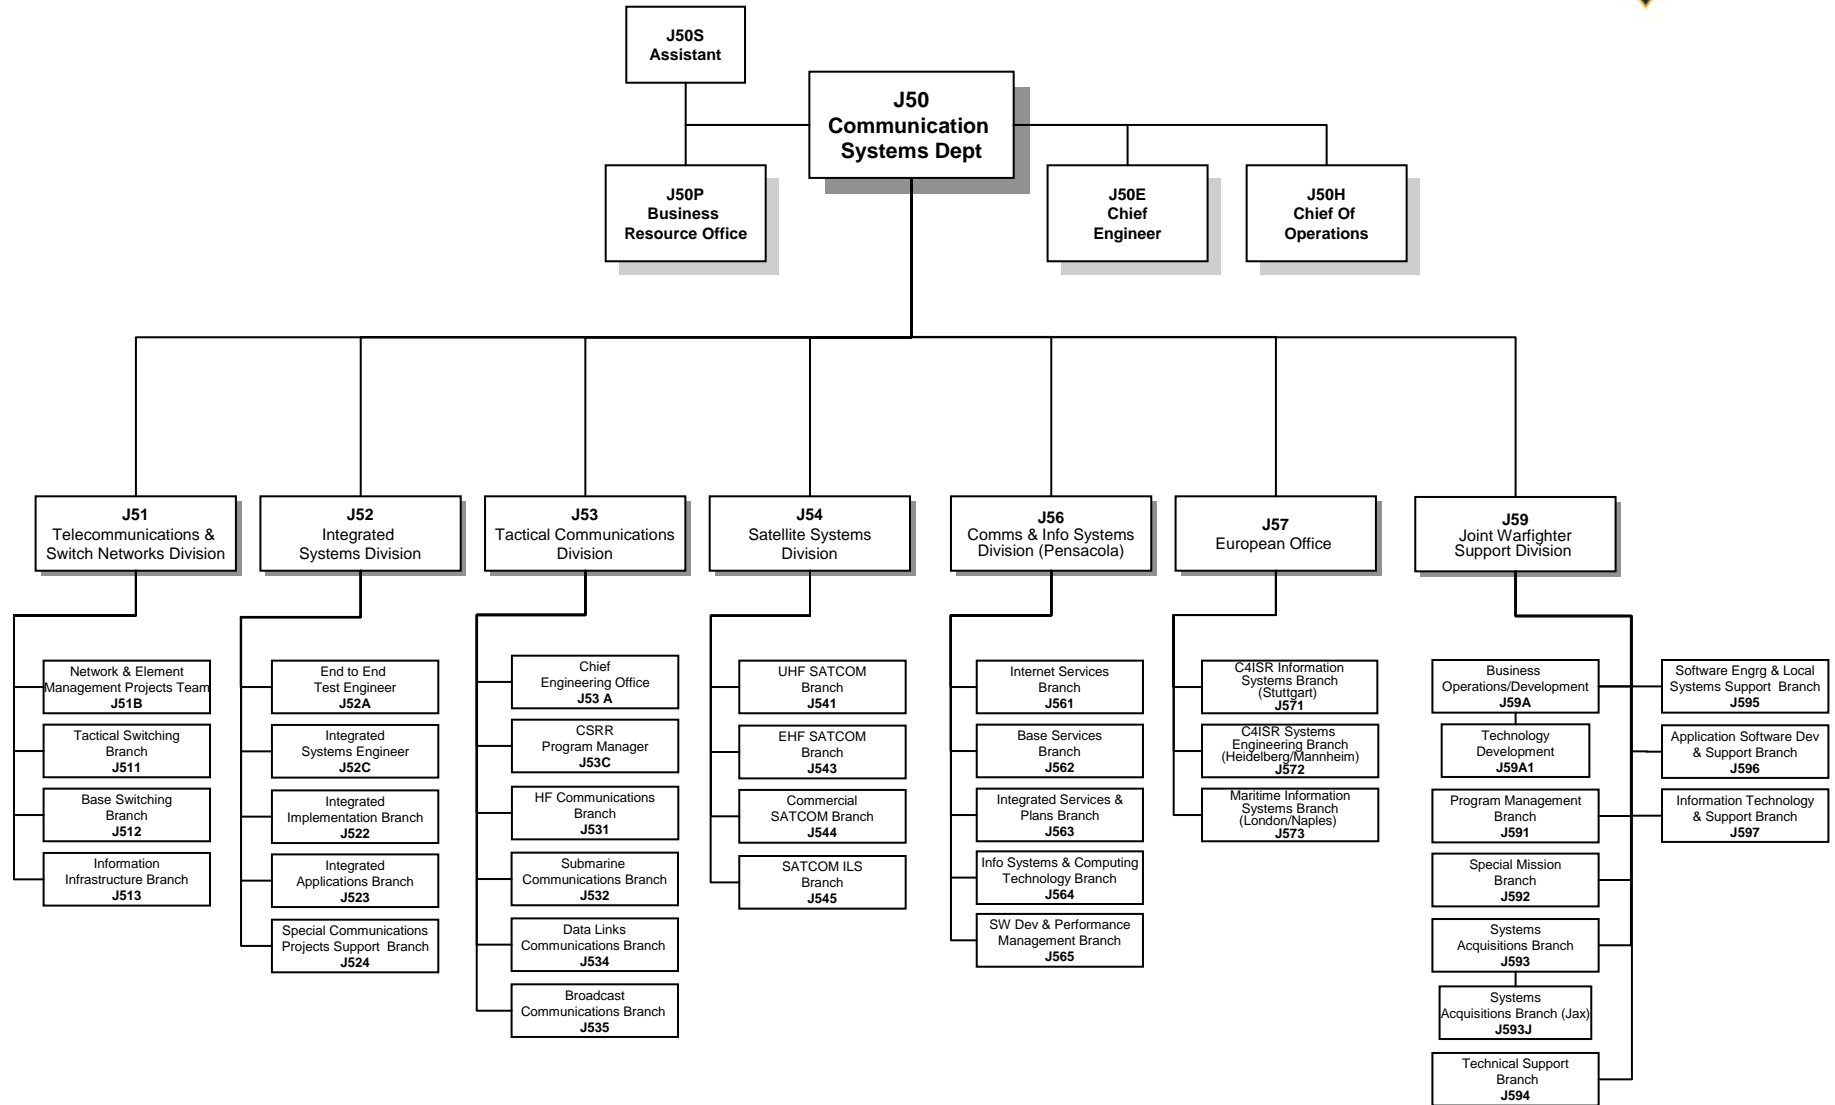 J50S
Assistant
J50
Communication
Systems Dept
J50P
Business
Resource Office
J50E
Chief
Engineer
J50H
Chief Of
Operations
J51
Telecommunications &
Switch Networks Division
J52
Integrated
Systems Division
J53
Tactical Communications
Division
J54
Satellite Systems
Division
J56
Comms & Info Systems
Division (Pensacola)
J57
European Office
J59
Joint Warfighter
Support Division
Network & Element
Management Projects Team
J51B
Tactical Switching
Branch
J511
Base Switching
Branch
J512
Information
Infrastructure Branch
J513
End to End
Test Engineer
J52A
Integrated
Systems Engineer
J52C
Integrated
Implementation Branch
J522
Integrated
Applications Branch
J523
Special Communications
Projects Support Branch
J524
Chief
Engineering Office
J53 A
CSRR
Program Manager
J53C
HF Communications
Branch
J531
Submarine
Communications Branch
J532
Data Links
Communications Branch
J534
Broadcast
Communications Branch
J535
UHF SATCOM
Branch
J541
EHF SATCOM
Branch
J543
Commercial
SATCOM Branch
J544
SATCOM ILS
Branch
J545
Internet Services
Branch
J561
Base Services
Branch
J562
Integrated Services &
Plans Branch
J563
Info Systems & Computing
Technology Branch
J564
SW Dev & Performance
Management Branch
J565
C4ISR Information
Systems Branch
(Stuttgart)
J571
C4ISR Systems
Engineering Branch
(Heidelberg/Mannheim)
J572
Maritime Information
Systems Branch
(London/Naples)
J573
Business
Operations/Development
J59A
Technology
Development
J59A1
Program Management
Branch
J591
Special Mission
Branch
J592
Systems
Acquisitions Branch
J593
Systems
Acquisitions Branch (Jax)
J593J
Technical Support
Branch
J594
Software Engrg & Local
Systems Support Branch
J595
Application Software Dev
& Support Branch
J596
Information Technology
& Support Branch
J597